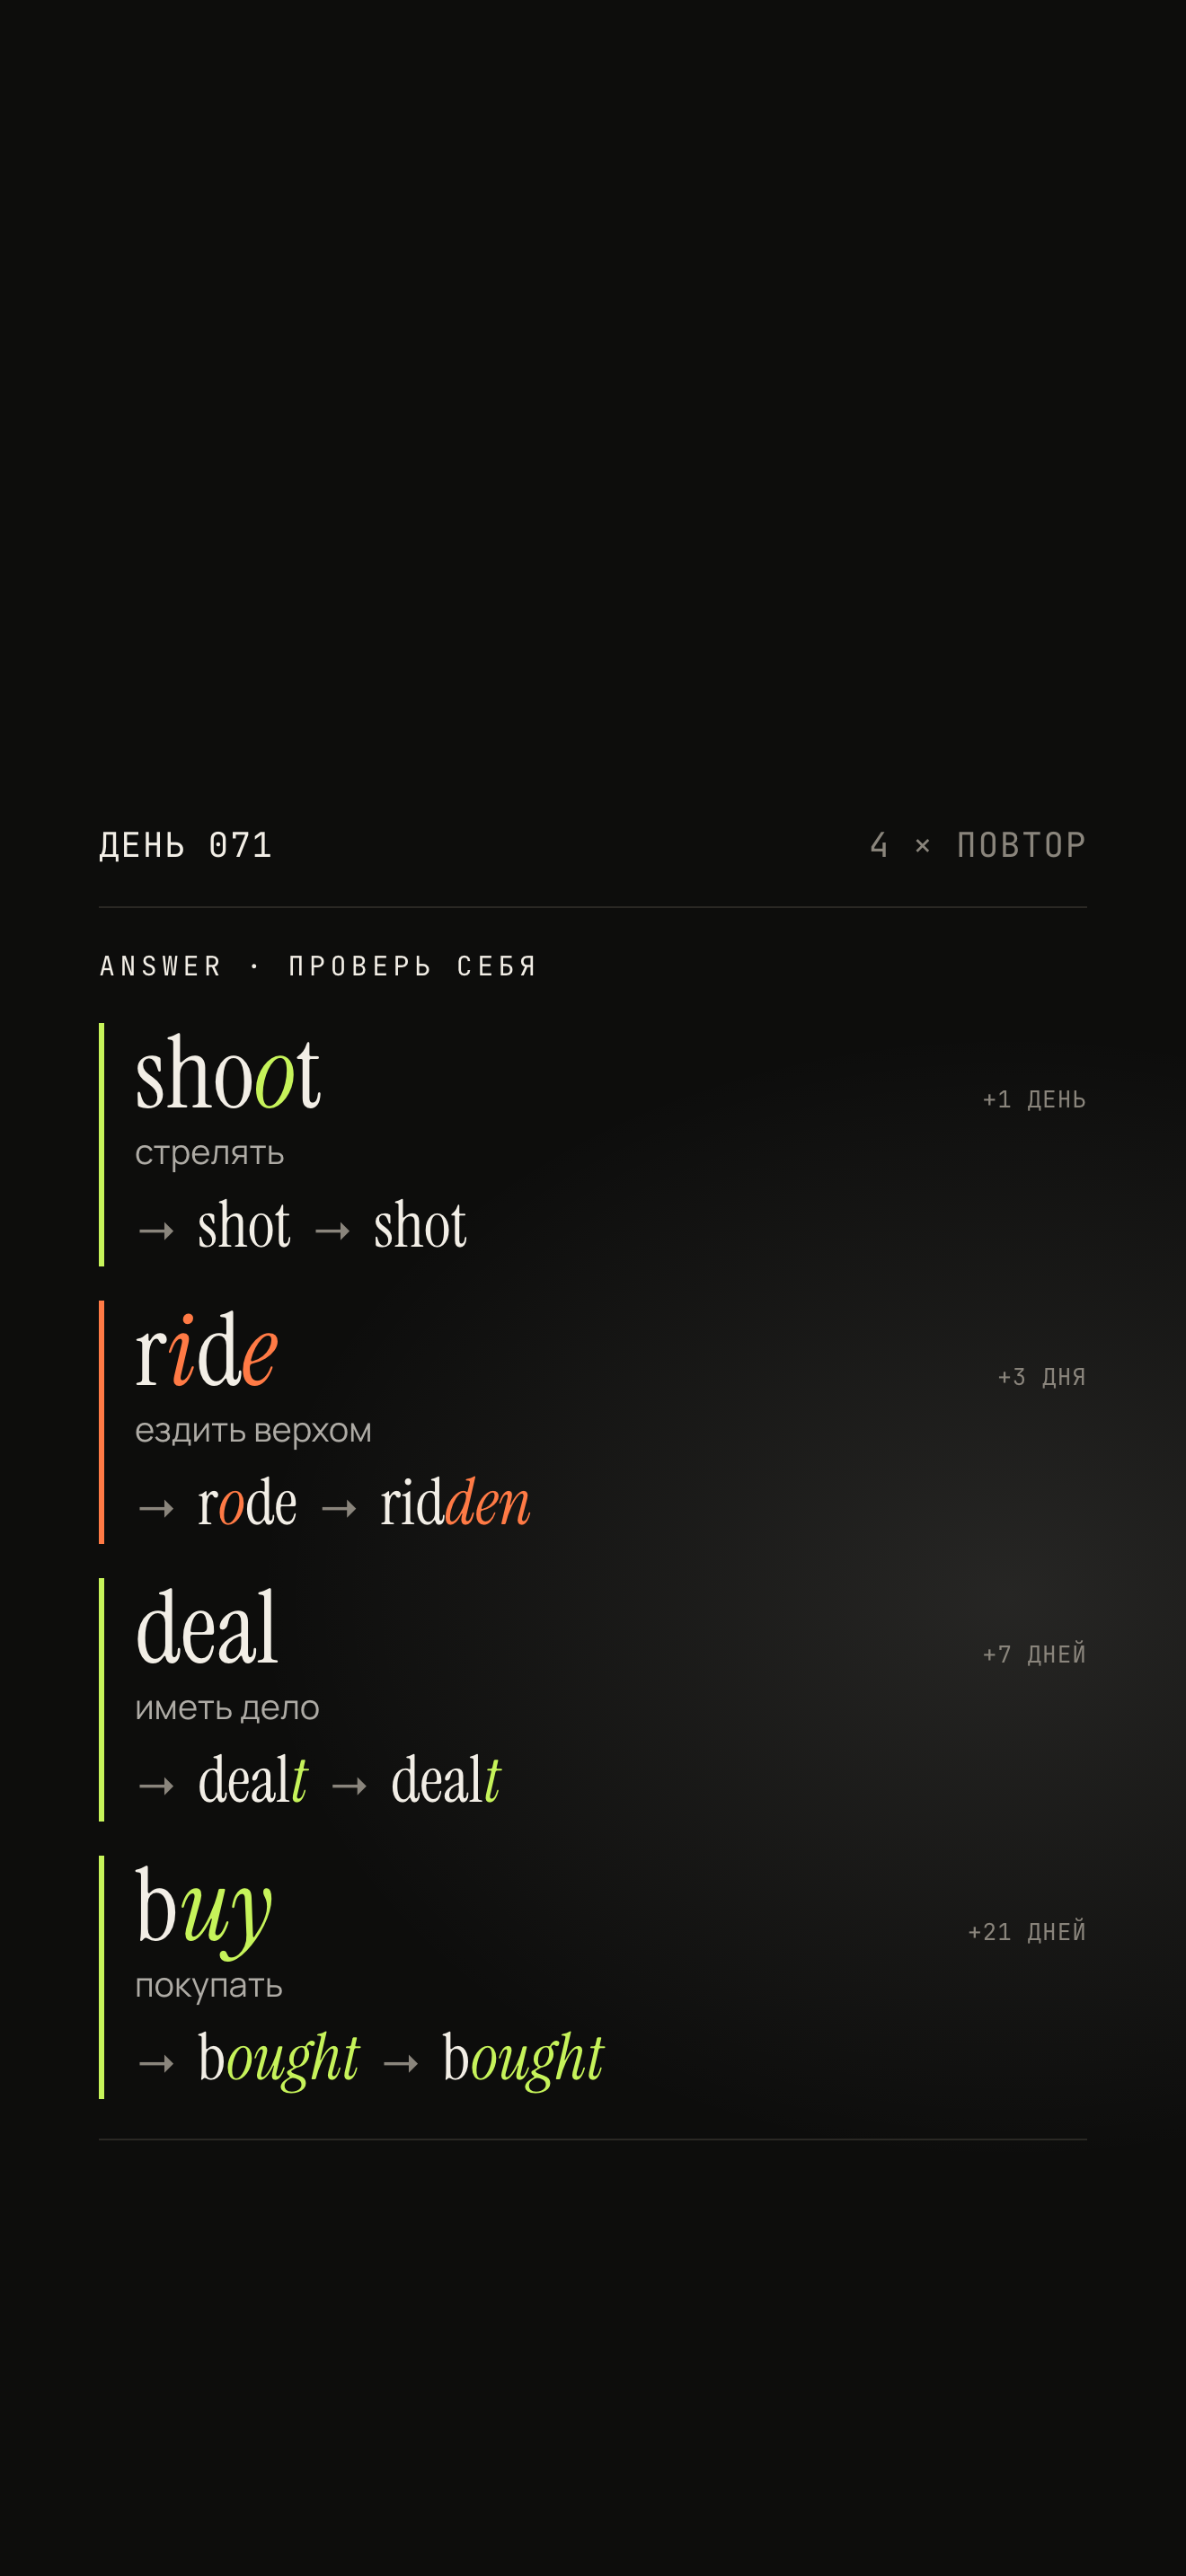 ДЕНЬ 071
4 × ПОВТОР
ANSWER · ПРОВЕРЬ СЕБЯ
shoot
+1 ДЕНЬ
стрелять
→ shot → shot
ride
+3 ДНЯ
ездить верхом
→ rode → ridden
deal
+7 ДНЕЙ
иметь дело
→ dealt → dealt
buy
+21 ДНЕЙ
покупать
→ bought → bought